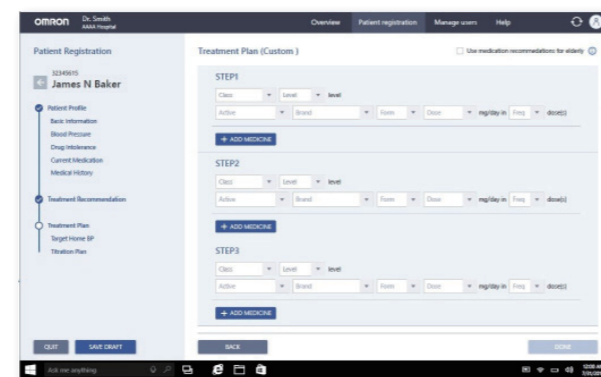 OMRON
Dr. Smith
AAAA Hospital
Overview
Patient registration
Manage users
Help
Patient Registration
32345615
James N Baker
Patient Profile
Basic Information
Blood Pressure
Drug Intolerance
Current Medication
Medical History
Treatment Recommendation
Treatment Plan
Target Home BP
Titration Plan
QUIT
SAVE DRAFT
Treatment Plan (Custom )
Use medication recommendations for elderly
STEP1
Class Level level
Active Brand Form Dose mg/day in Freq dose(s)
+ ADD MEDICINE
STEP2
Class Level level
Active Brand Form Dose mg/day in Freq dose(s)
+ ADD MEDICINE
STEP3
Class Level level
Active Brand Form Dose mg/day in Freq dose(s)
+ ADD MEDICINE
BACK
DONE
Ask me anything